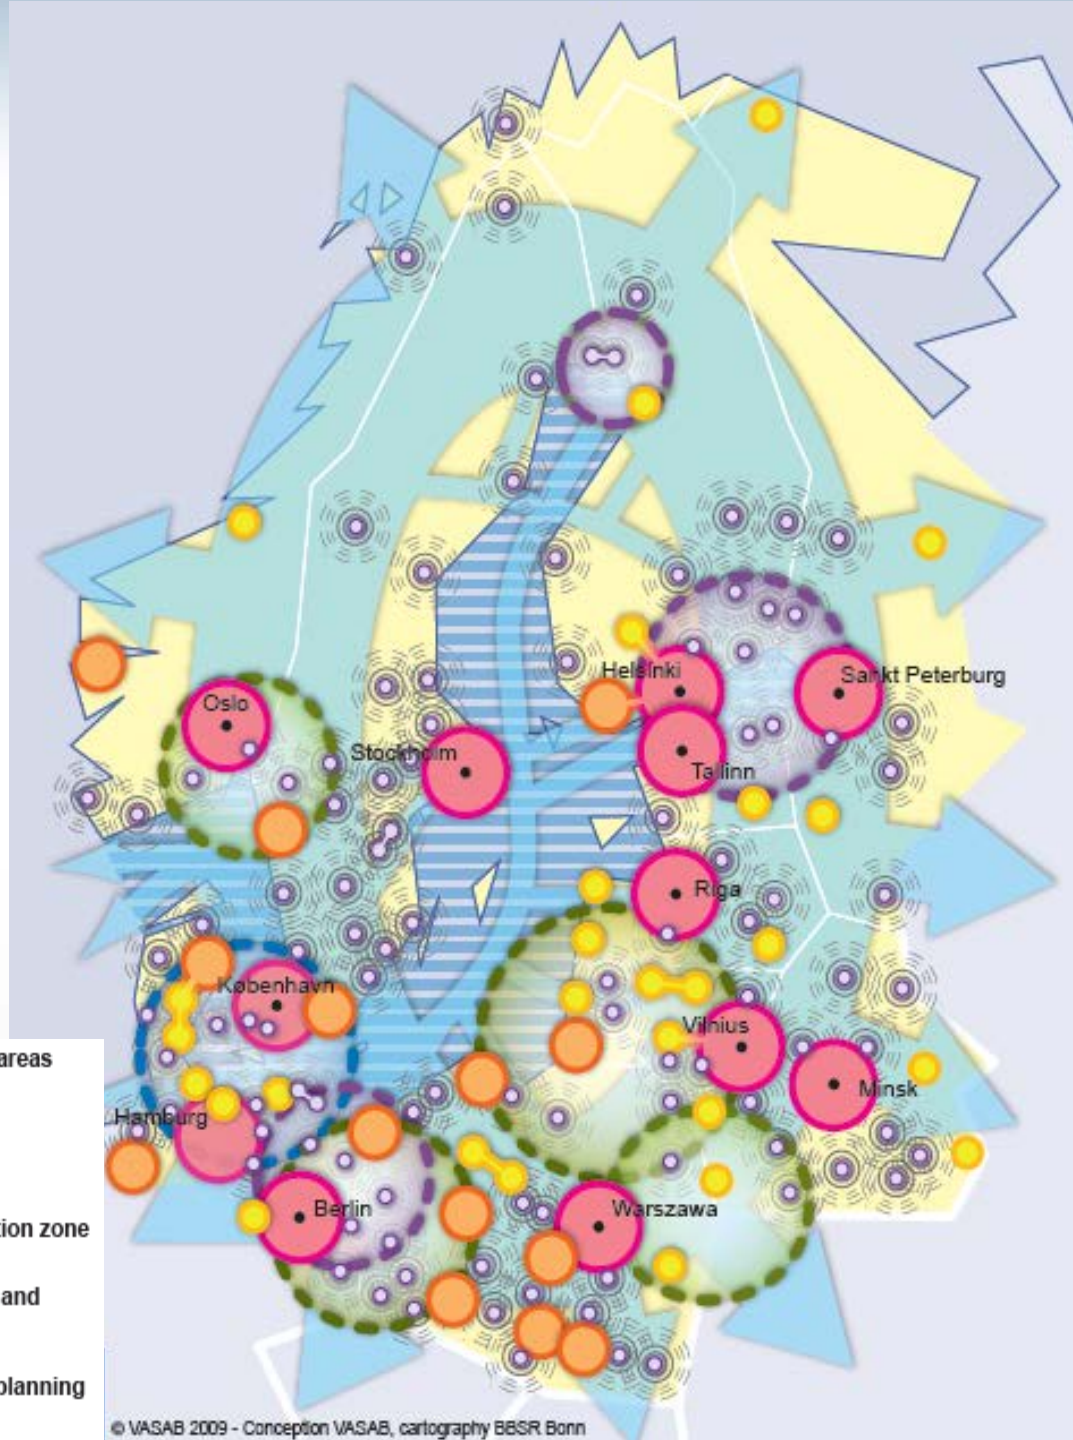 Helsinki
Sankt Peterburg
Oslo
Stockholm
Tallinn
Riga
København
Vilnius
areas
Minsk
Hamburg
Berlin
Warszawa
tion zone
and
planning
© VASAB 2009 - Conception VASAB, cartography BBSR Bonn